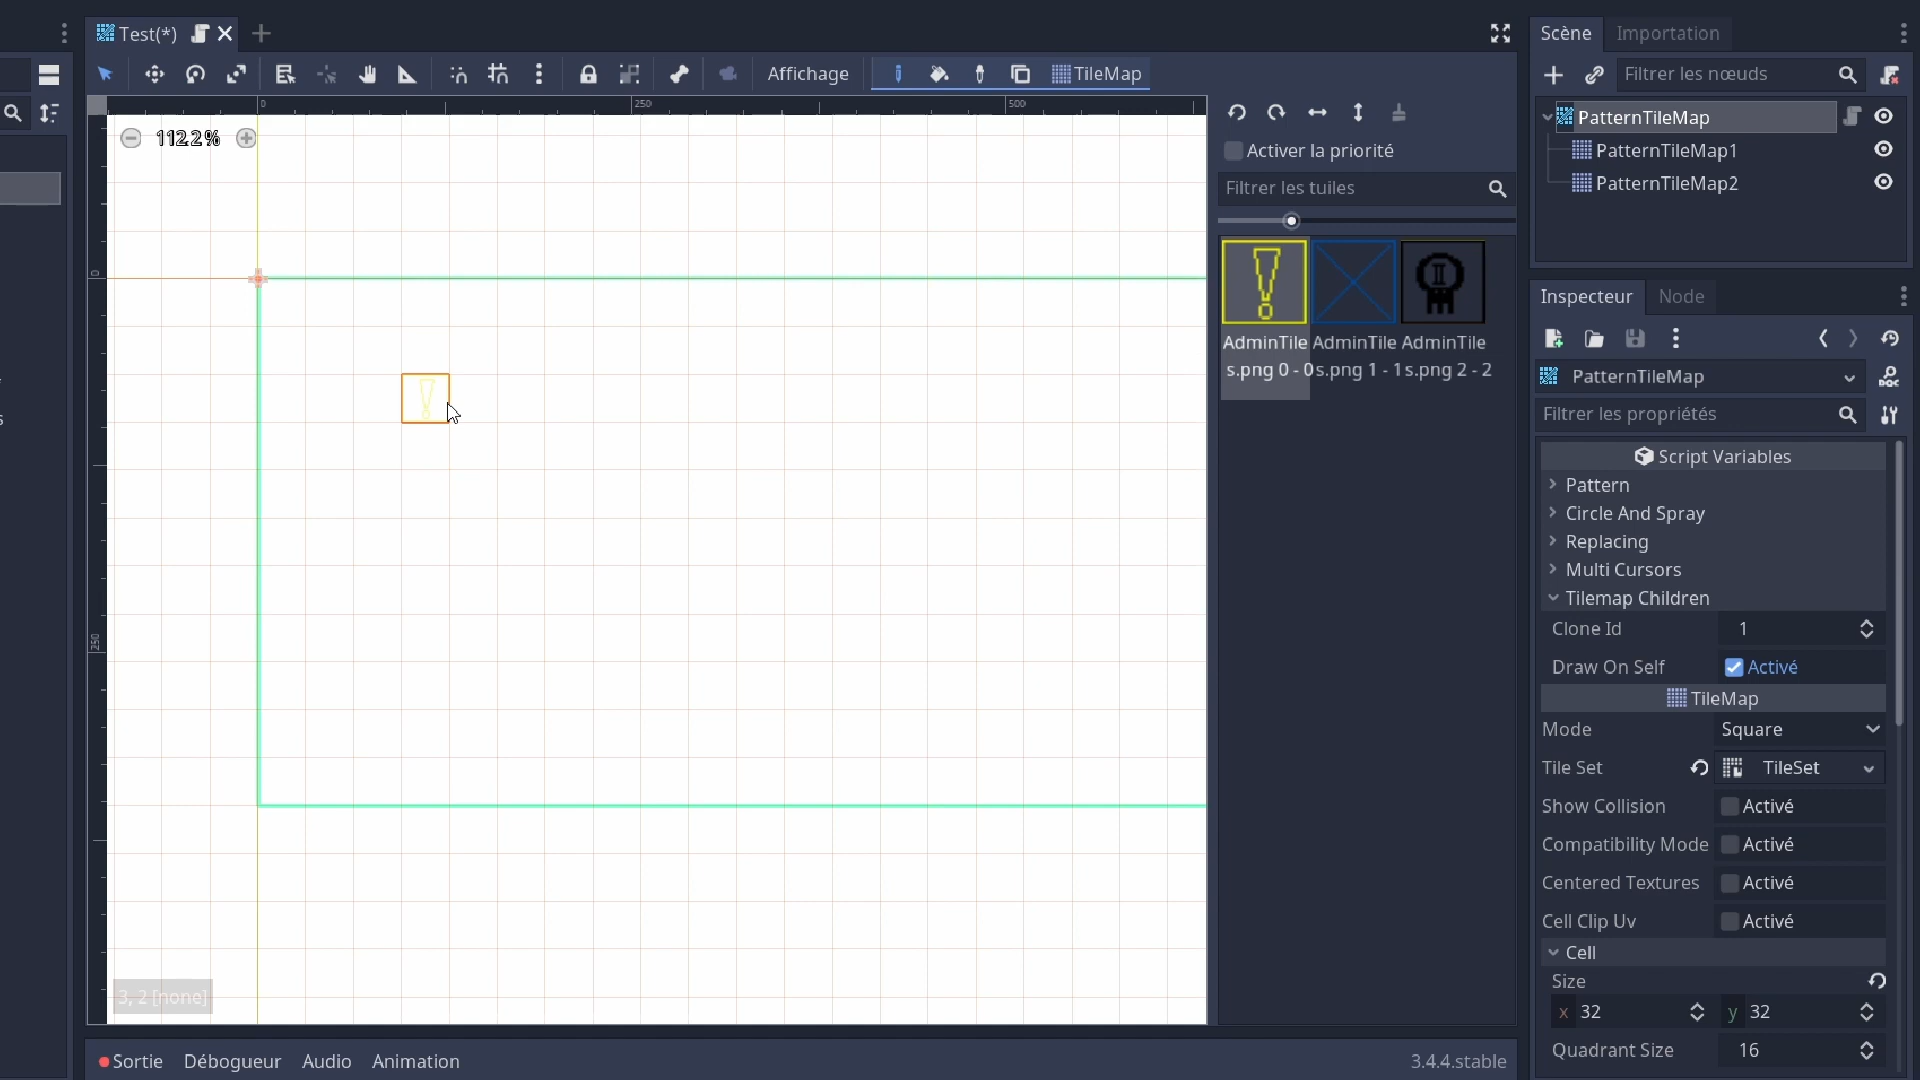 Test(*)
Affichage
TileMap
0
250
500
112.2%
0
250
3, 2 [none]
Activer la priorité
Filtrer les tuiles
AdminTile
s.png 0 - 0
AdminTile
s.png 1 - 1
AdminTile
s.png 2 - 2
Sortie Débogueur Audio Animation
3.4.4.stable
Scène Importation
Filtrer les nœuds
PatternTileMap
PatternTileMap1
PatternTileMap2
Inspecteur Node
PatternTileMap
Filtrer les propriétés
Script Variables
Pattern
Circle And Spray
Replacing
Multi Cursors
Tilemap Children
Clone Id 1
Draw On Self Activé
TileMap
Mode Square
Tile Set TileSet
Show Collision Activé
Compatibility Mode Activé
Centered Textures Activé
Cell Clip Uv Activé
Cell
Size
x 32 y 32
Quadrant Size 16